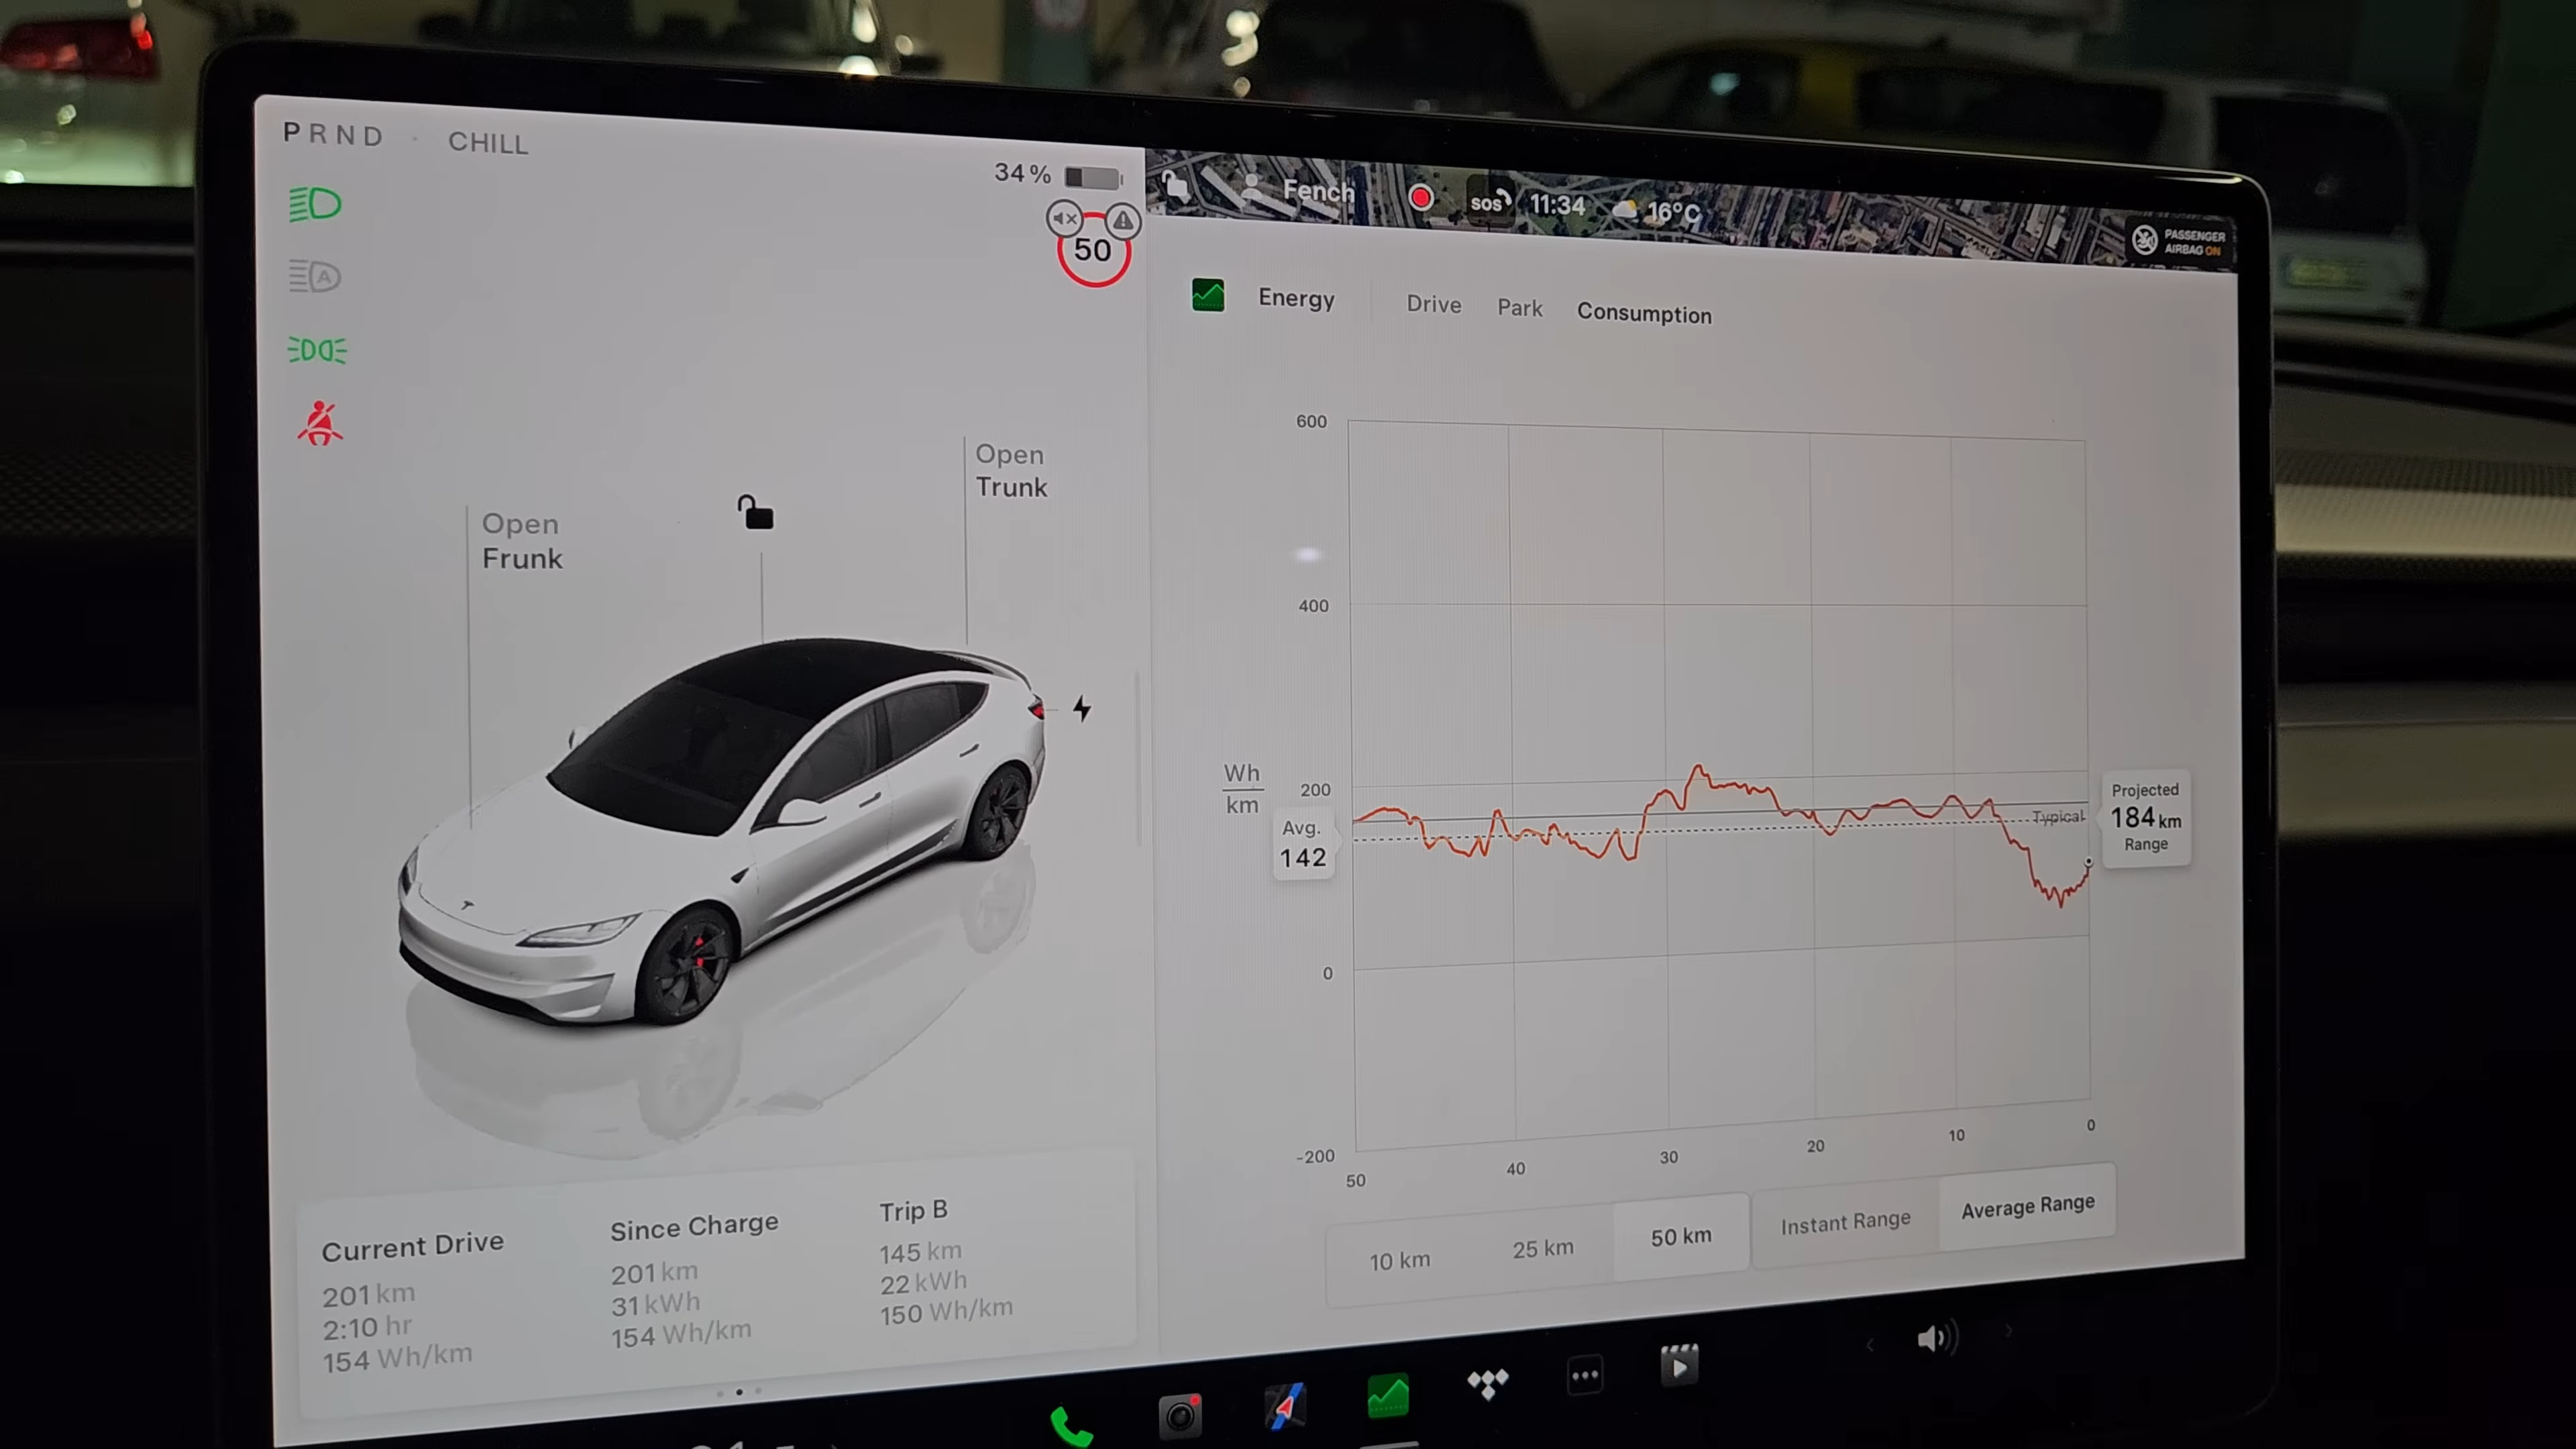 PRND · CHILL
34%
50
Open
Frunk
Open
Trunk
Current Drive
201 km
2:10 hr
154 Wh/km
Since Charge
201 km
31 kWh
154 Wh/km
Trip B
145 km
22 kWh
150 Wh/km
Fench
SOS
11:34
16°C
PASSENGER
AIRBAG ON
Energy
Drive
Park
Consumption
600
400
200
0
-200
Wh
km
Avg.
142
Typical
Projected
184 km
Range
50
40
30
20
10
0
10 km
25 km
50 km
Instant Range
Average Range